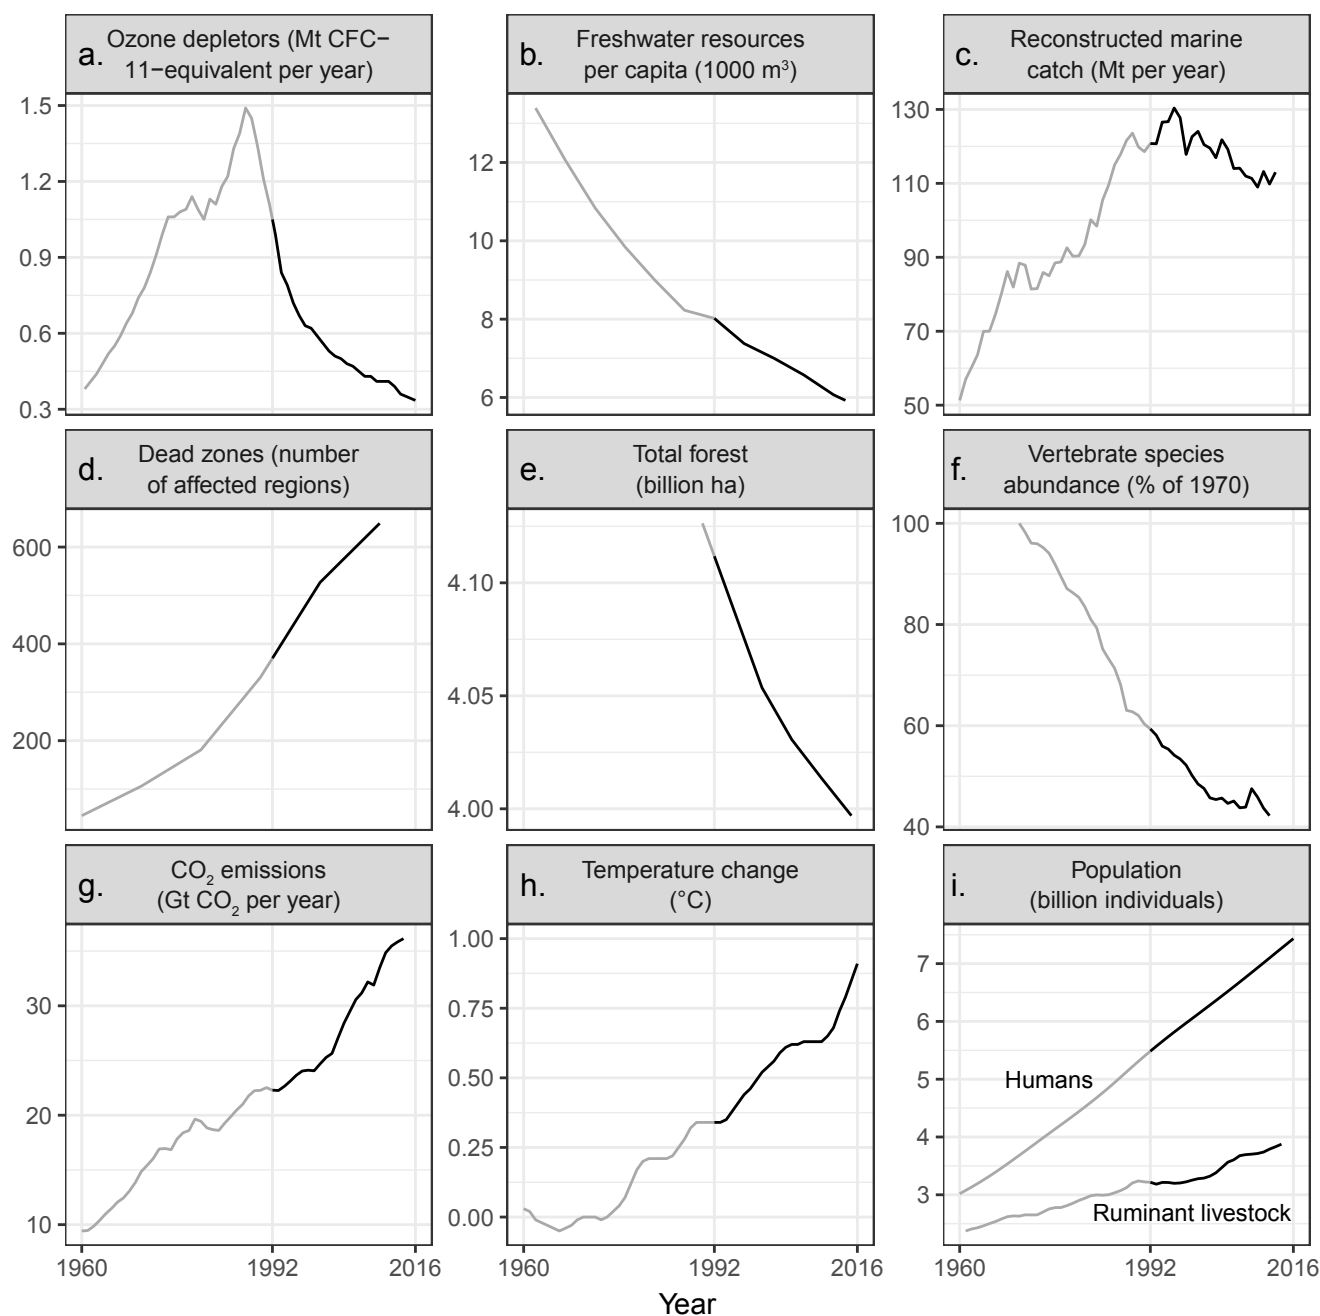 a.
Ozone depletors (Mt CFC−
11−equivalent per year)
b.
Freshwater resources
per capita (1000 m³)
c.
Reconstructed marine
catch (Mt per year)
1.5
1.2
0.9
0.6
0.3
12
10
8
6
130
110
90
70
50
d.
Dead zones (number
of affected regions)
e.
Total forest
(billion ha)
f.
Vertebrate species
abundance (% of 1970)
600
400
200
4.10
4.05
4.00
100
80
60
40
g.
CO₂ emissions
(Gt CO₂ per year)
h.
Temperature change
(°C)
i.
Population
(billion individuals)
30
20
10
1.00
0.75
0.50
0.25
0.00
7
6
5
4
3
Humans
Ruminant livestock
1960 1992 2016
1960 1992 2016
1960 1992 2016
Year